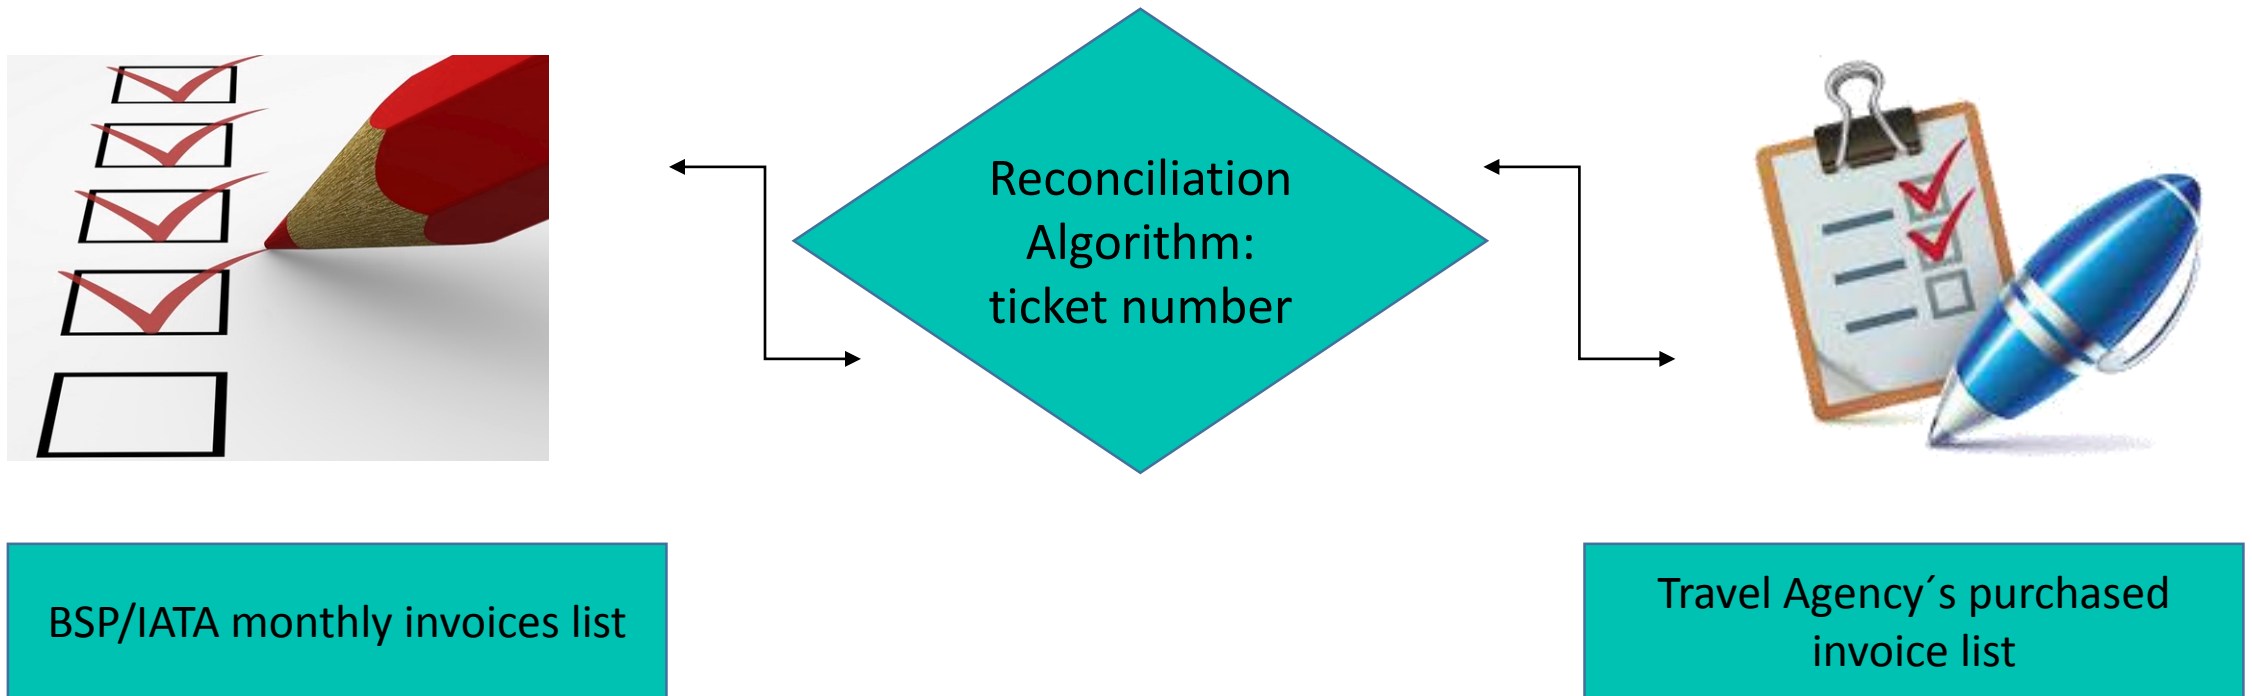 Reconciliation
Algorithm:
ticket number
BSP/IATA monthly invoices list
Travel Agency´s purchased
invoice list